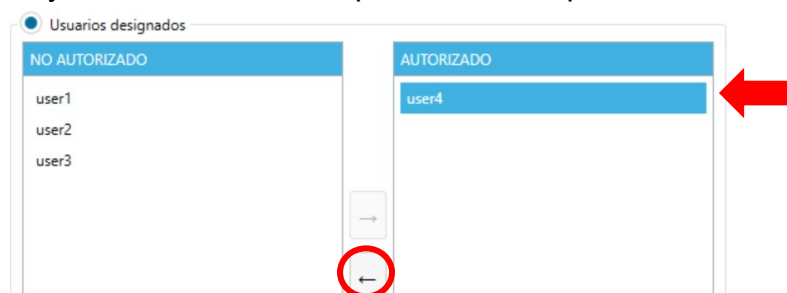 Usuarios designados
NO AUTORIZADO
AUTORIZADO
user1
user4
user2
user3
→
←